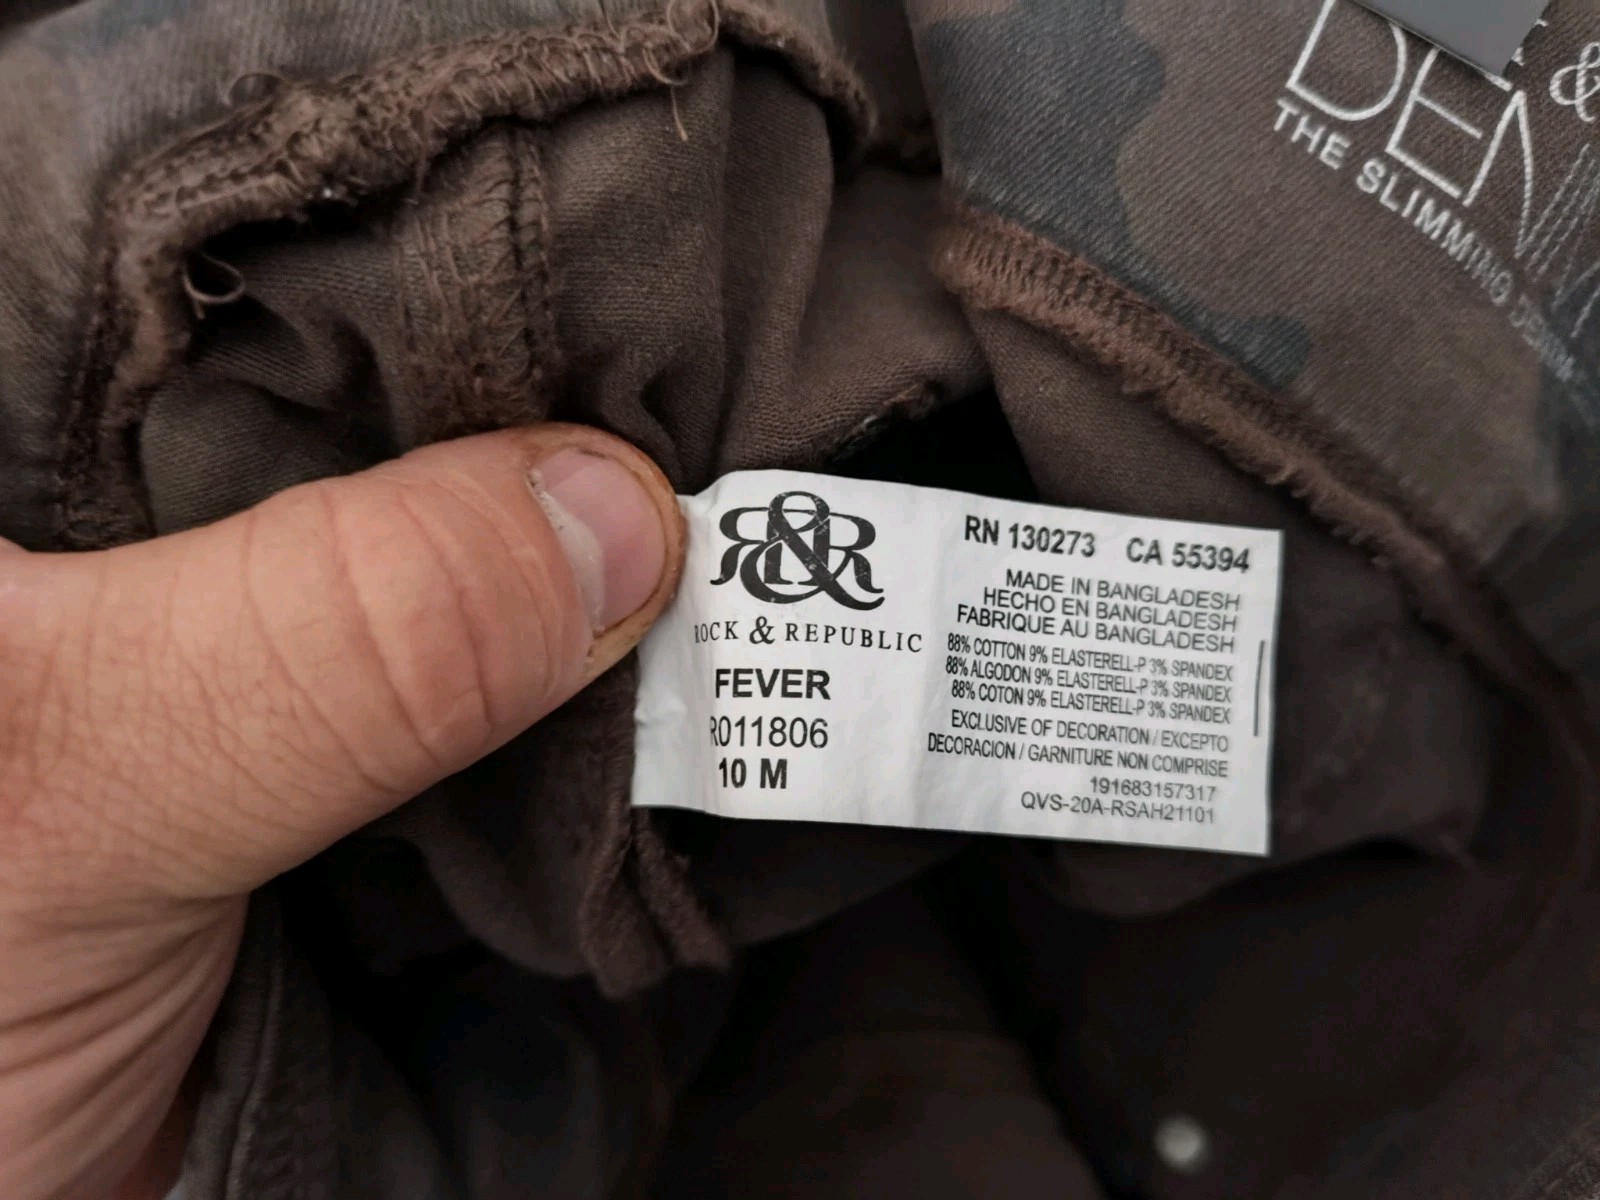 R&R
ROCK & REPUBLIC
FEVER
R011806
10 M
RN 130273 CA 55394
MADE IN BANGLADESH
HECHO EN BANGLADESH
FABRIQUE AU BANGLADESH
88% COTTON 9% ELASTERELL-P 3% SPANDEX
88% ALGODON 9% ELASTERELL-P 3% SPANDEX
88% COTON 9% ELASTERELL-P 3% SPANDEX
EXCLUSIVE OF DECORATION / EXCEPTO
DECORACION / GARNITURE NON COMPRISE
191683157317
QVS-20A-RSAH21101
&
THE SLIMMING DENIM